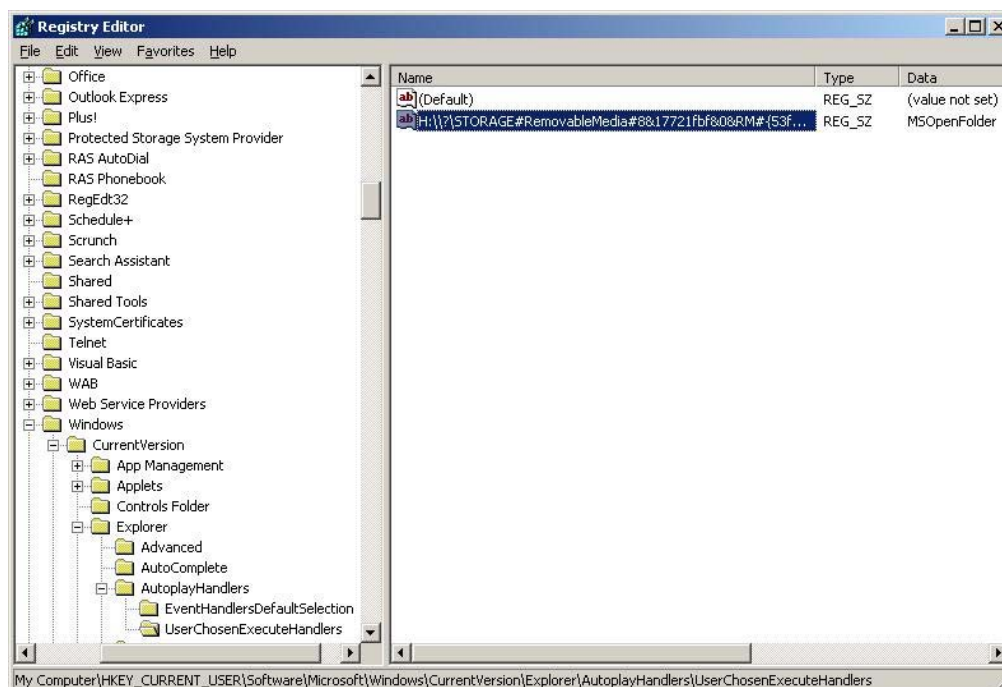 Registry Editor
File Edit View Favorites Help
Office
Outlook Express
Plus!
Protected Storage System Provider
RAS AutoDial
RAS Phonebook
RegEdt32
Schedule+
Scrunch
Search Assistant
Shared
Shared Tools
SystemCertificates
Telnet
Visual Basic
WAB
Web Service Providers
Windows
CurrentVersion
App Management
Applets
Controls Folder
Explorer
Advanced
AutoComplete
AutoplayHandlers
EventHandlersDefaultSelection
UserChosenExecuteHandlers
Name Type Data
ab (Default) REG_SZ (value not set)
ab H:\\?\STORAGE#RemovableMedia#8&17721fbf&0&RM#{53f... REG_SZ MSOpenFolder
My Computer\HKEY_CURRENT_USER\Software\Microsoft\Windows\CurrentVersion\Explorer\AutoplayHandlers\UserChosenExecuteHandlers